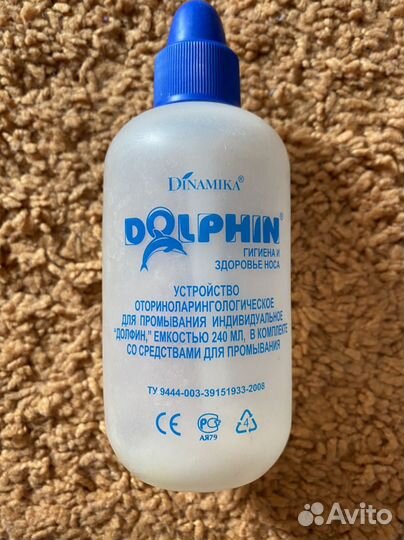 DINAMIKA®
DOLPHIN®
ГИГИЕНА И
ЗДОРОВЬЕ НОСА
УСТРОЙСТВО
ОТОРИНОЛАРИНГОЛОГИЧЕСКОЕ
ДЛЯ ПРОМЫВАНИЯ ИНДИВИДУАЛЬНОЕ
"ДОЛФИН," ЕМКОСТЬЮ 240 МЛ, В КОМПЛЕКТЕ
СО СРЕДСТВАМИ ДЛЯ ПРОМЫВАНИЯ
ТУ 9444-003-39151933-2008
CE РСТ 4
АЯ79
Avito